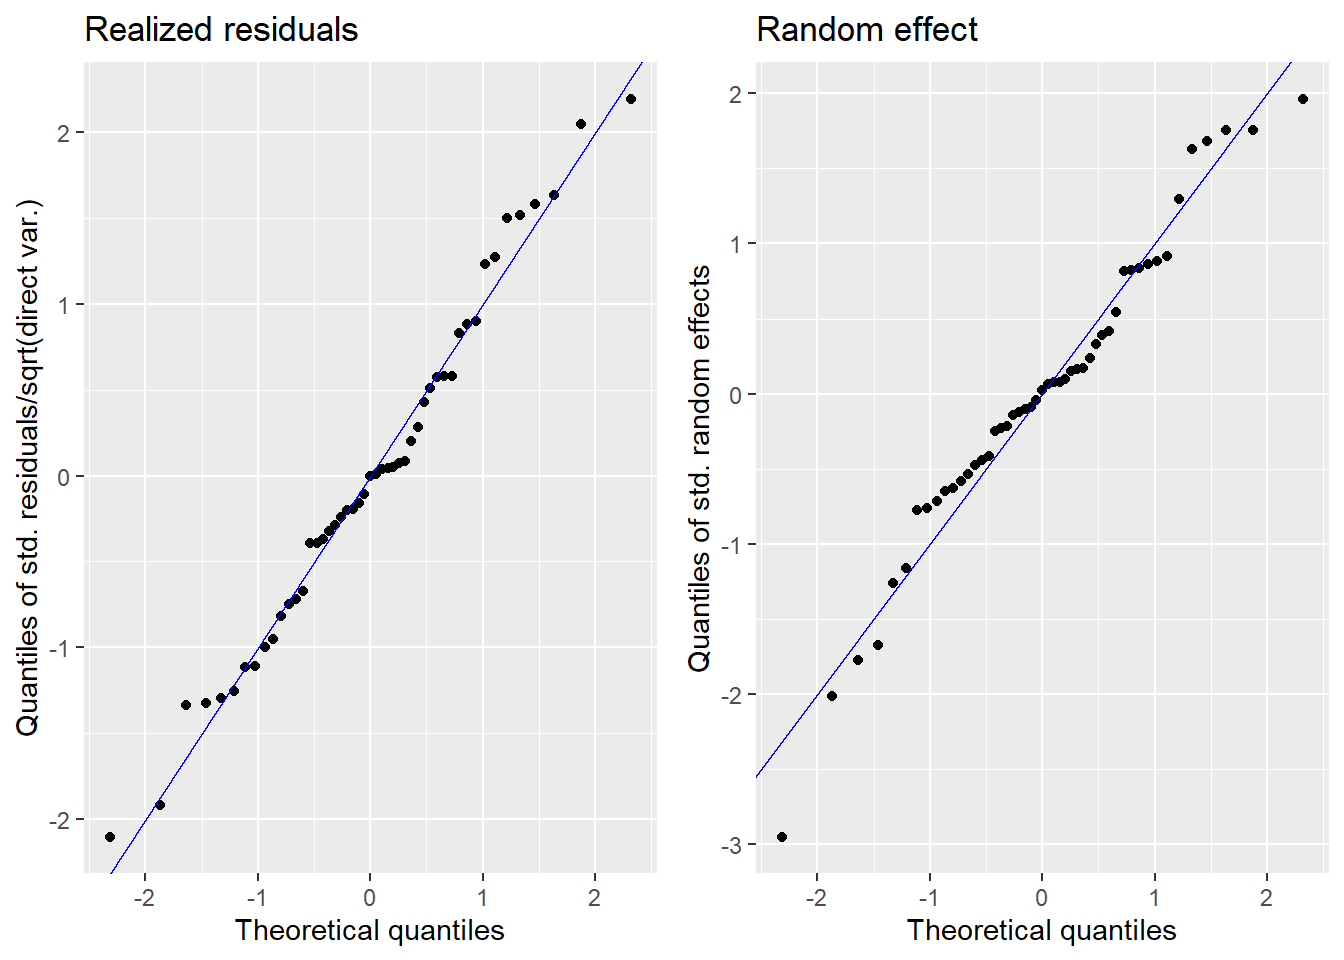 Realized residuals
Quantiles of std. residuals/sqrt(direct var.)
2
1
0
-1
-2
-2 -1 0 1 2
Theoretical quantiles
Random effect
Quantiles of std. random effects
2
1
0
-1
-2
-3
-2 -1 0 1 2
Theoretical quantiles